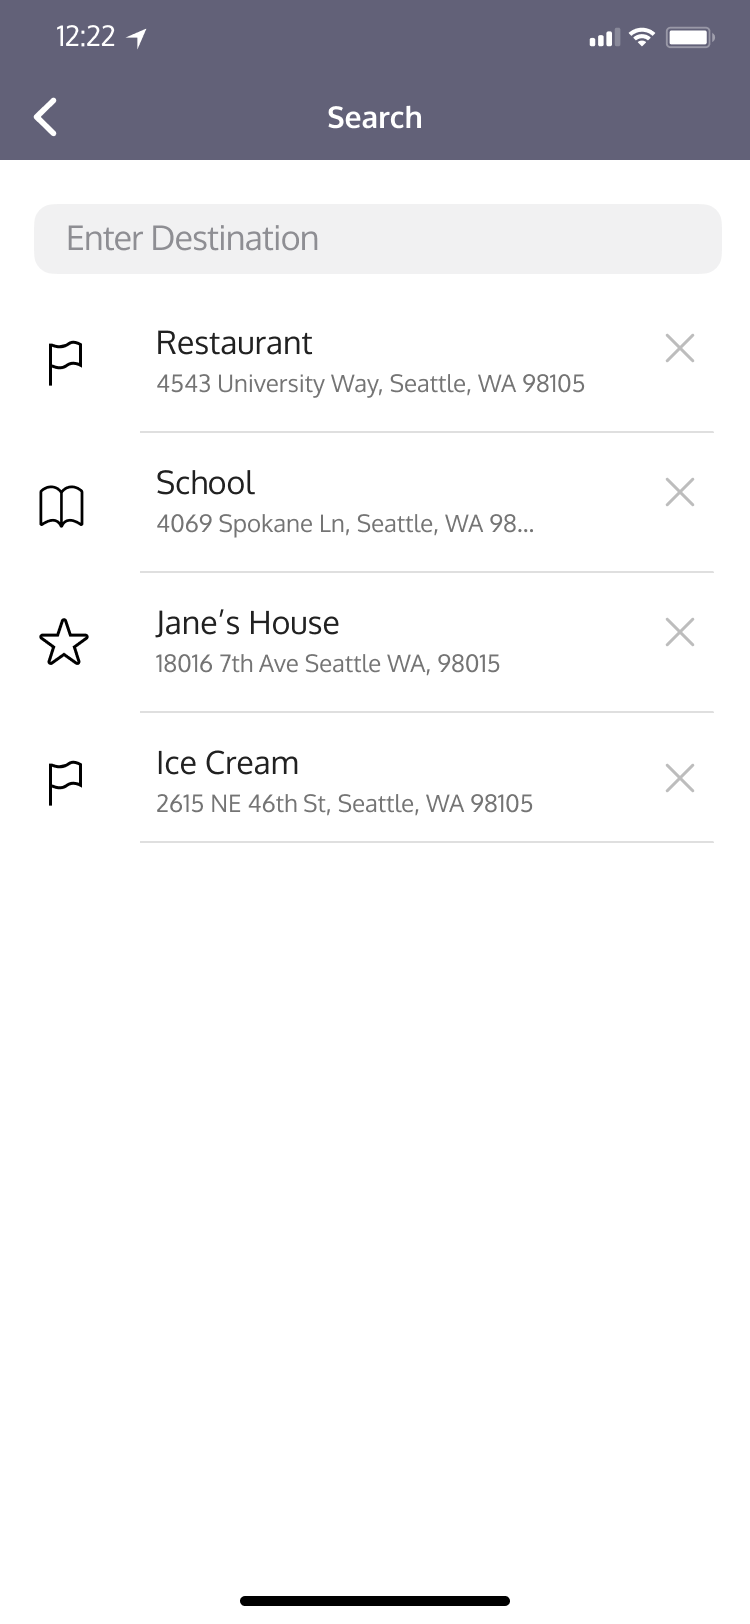 12:22
Search
Enter Destination
Restaurant
4543 University Way, Seattle, WA 98105
School
4069 Spokane Ln, Seattle, WA 98...
Jane’s House
18016 7th Ave Seattle WA, 98015
Ice Cream
2615 NE 46th St, Seattle, WA 98105